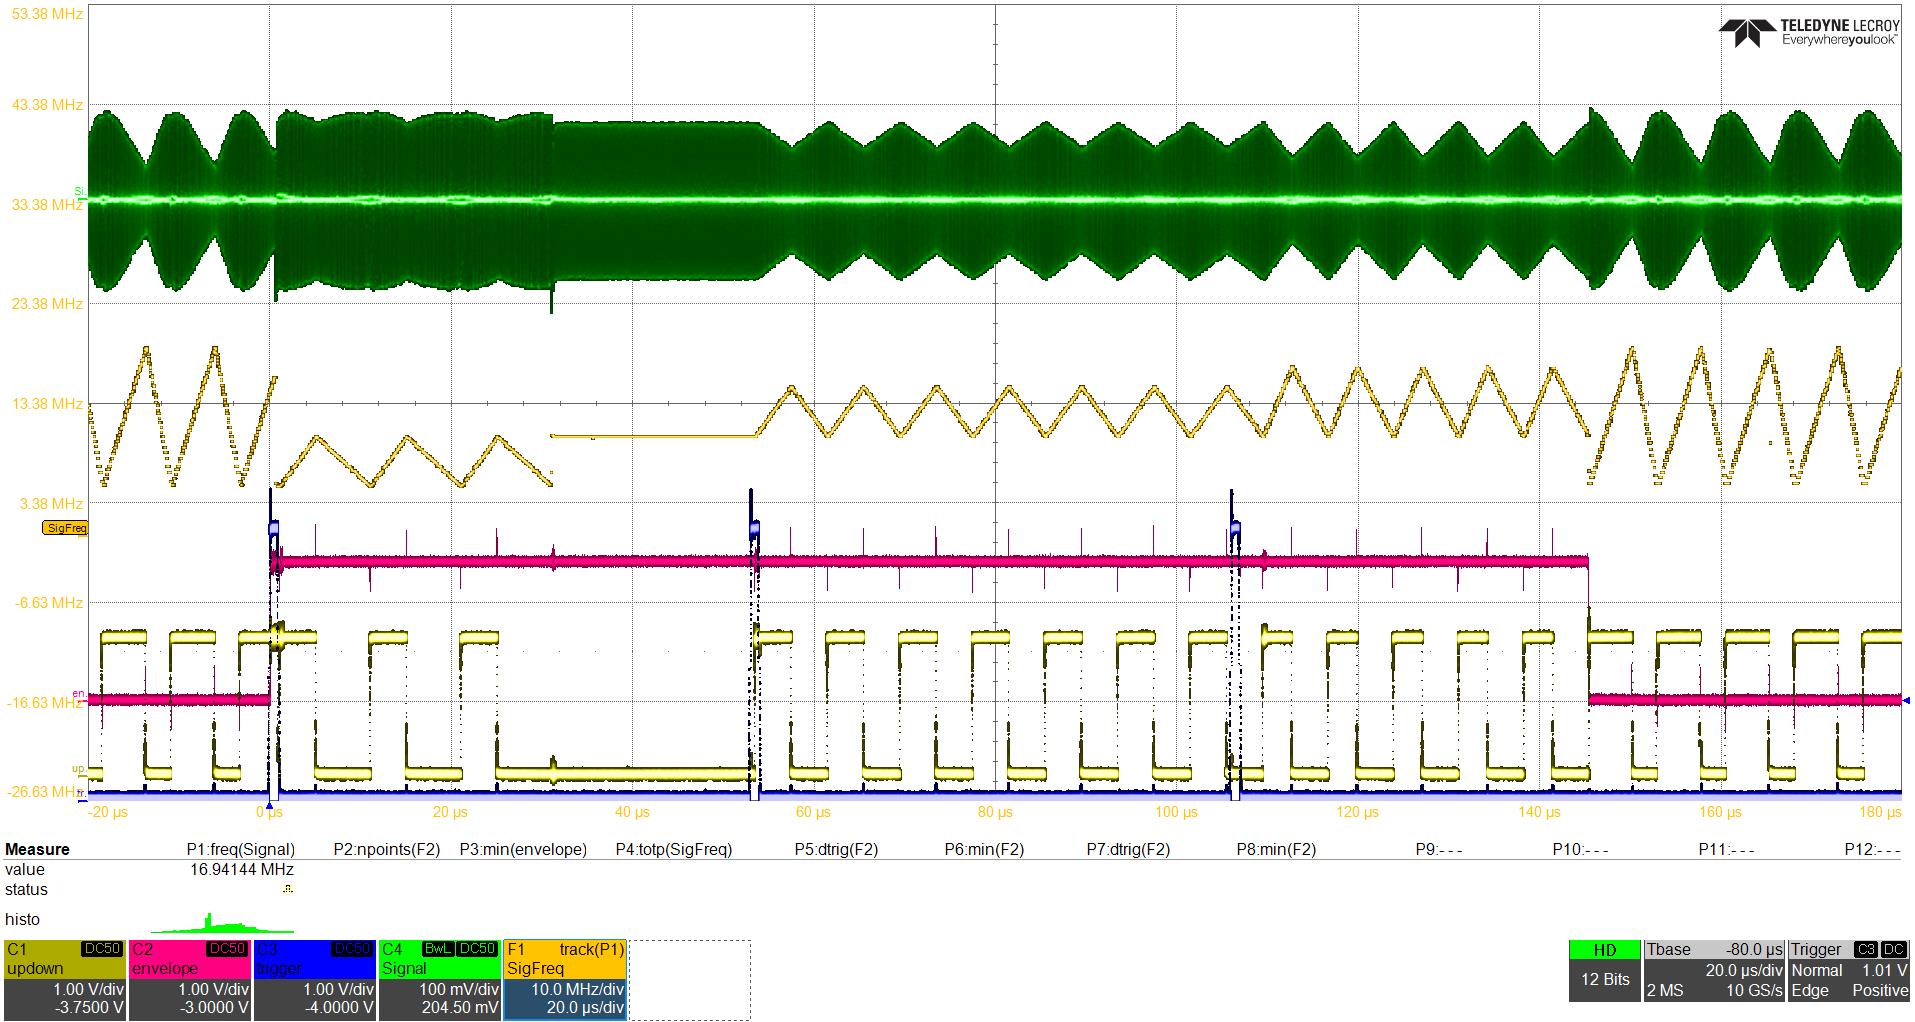 53.38 MHz
TELEDYNE LECROY
Everywhereyoulook™
43.38 MHz
Si
33.38 MHz
23.38 MHz
13.38 MHz
3.38 MHz
SigFreq
-6.63 MHz
en
-16.63 MHz
up
-26.63 MHz
-20 µs 0 µs 20 µs 40 µs 60 µs 80 µs 100 µs 120 µs 140 µs 160 µs 180 µs
Measure P1:freq(Signal) P2:npoints(F2) P3:min(envelope) P4:totp(SigFreq) P5:dtrig(F2) P6:min(F2) P7:dtrig(F2) P8:min(F2) P9:--- P10:--- P11:--- P12:---
value 16.94144 MHz
status
histo
C1 DC50 C2 DC50 C3 DC50 C4 BwL DC50 F1 track(P1) HD Tbase -80.0 µs Trigger C3 DC
updown envelope trigger Signal SigFreq 12 Bits 20.0 µs/div Normal 1.01 V
1.00 V/div 1.00 V/div 1.00 V/div 100 mV/div 10.0 MHz/div 2 MS 10 GS/s Edge Positive
-3.7500 V -3.0000 V -4.0000 V 204.50 mV 20.0 µs/div